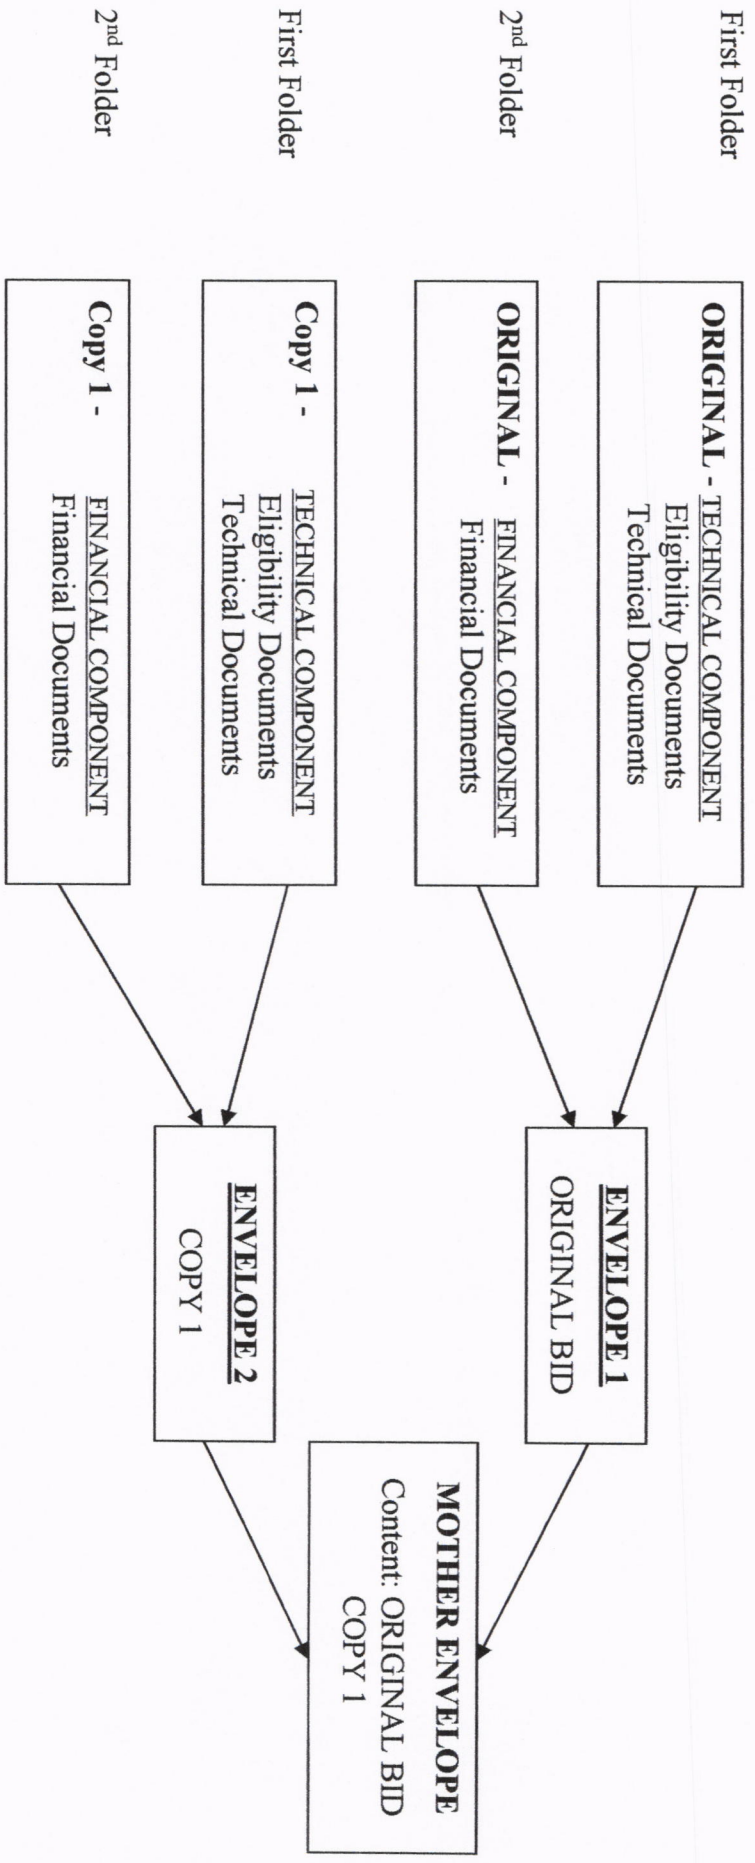 First Folder
ORIGINAL - TECHNICAL COMPONENT
Eligibility Documents
Technical Documents
2nd Folder
ORIGINAL - FINANCIAL COMPONENT
Financial Documents
ENVELOPE 1
ORIGINAL BID
First Folder
Copy 1 - TECHNICAL COMPONENT
Eligibility Documents
Technical Documents
2nd Folder
Copy 1 - FINANCIAL COMPONENT
Financial Documents
ENVELOPE 2
COPY 1
MOTHER ENVELOPE
Content: ORIGINAL BID
COPY 1